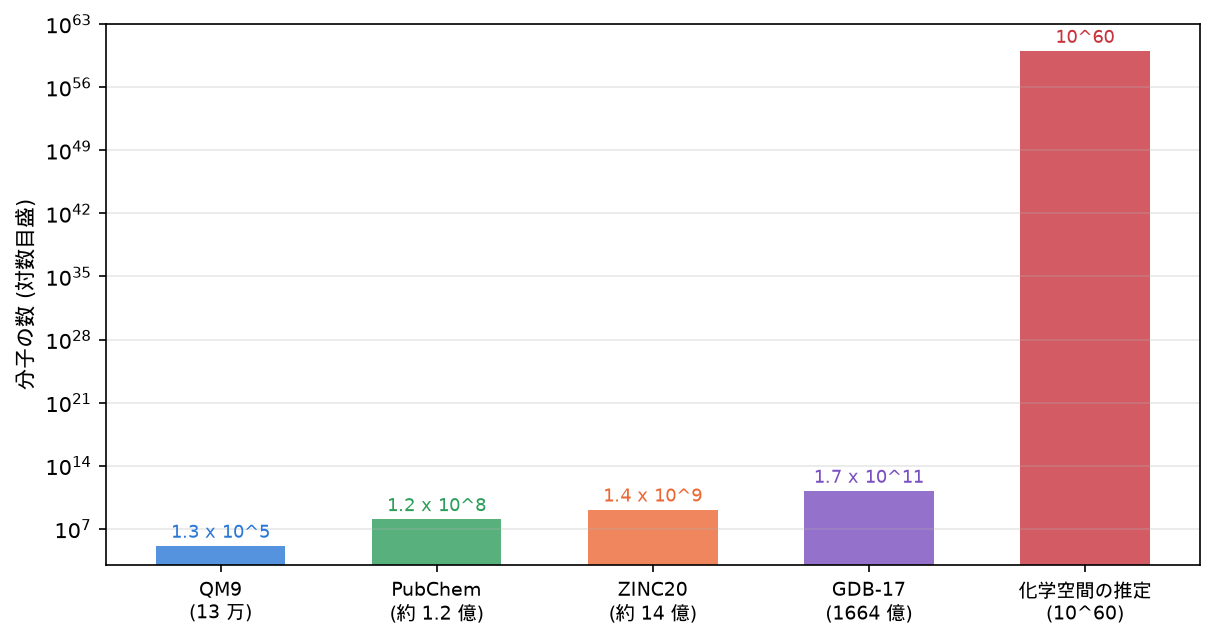 10^63
10^56
10^49
10^42
10^35
10^28
10^21
10^14
10^7
分子の数 (対数目盛)
1.3 x 10^5
1.2 x 10^8
1.4 x 10^9
1.7 x 10^11
10^60
QM9
(13 万)
PubChem
(約 1.2 億)
ZINC20
(約 14 億)
GDB-17
(1664 億)
化学空間の推定
(10^60)